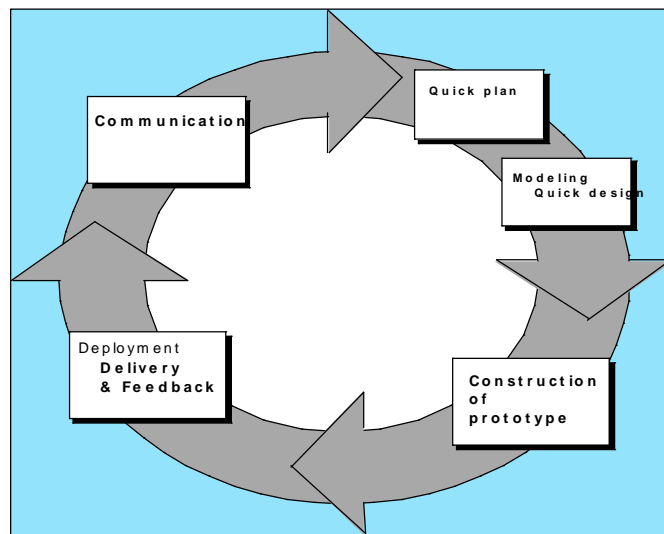 Communication
Quick plan
Modeling
Quick design
Construction
of
prototype
Deployment
Delivery
& Feedback